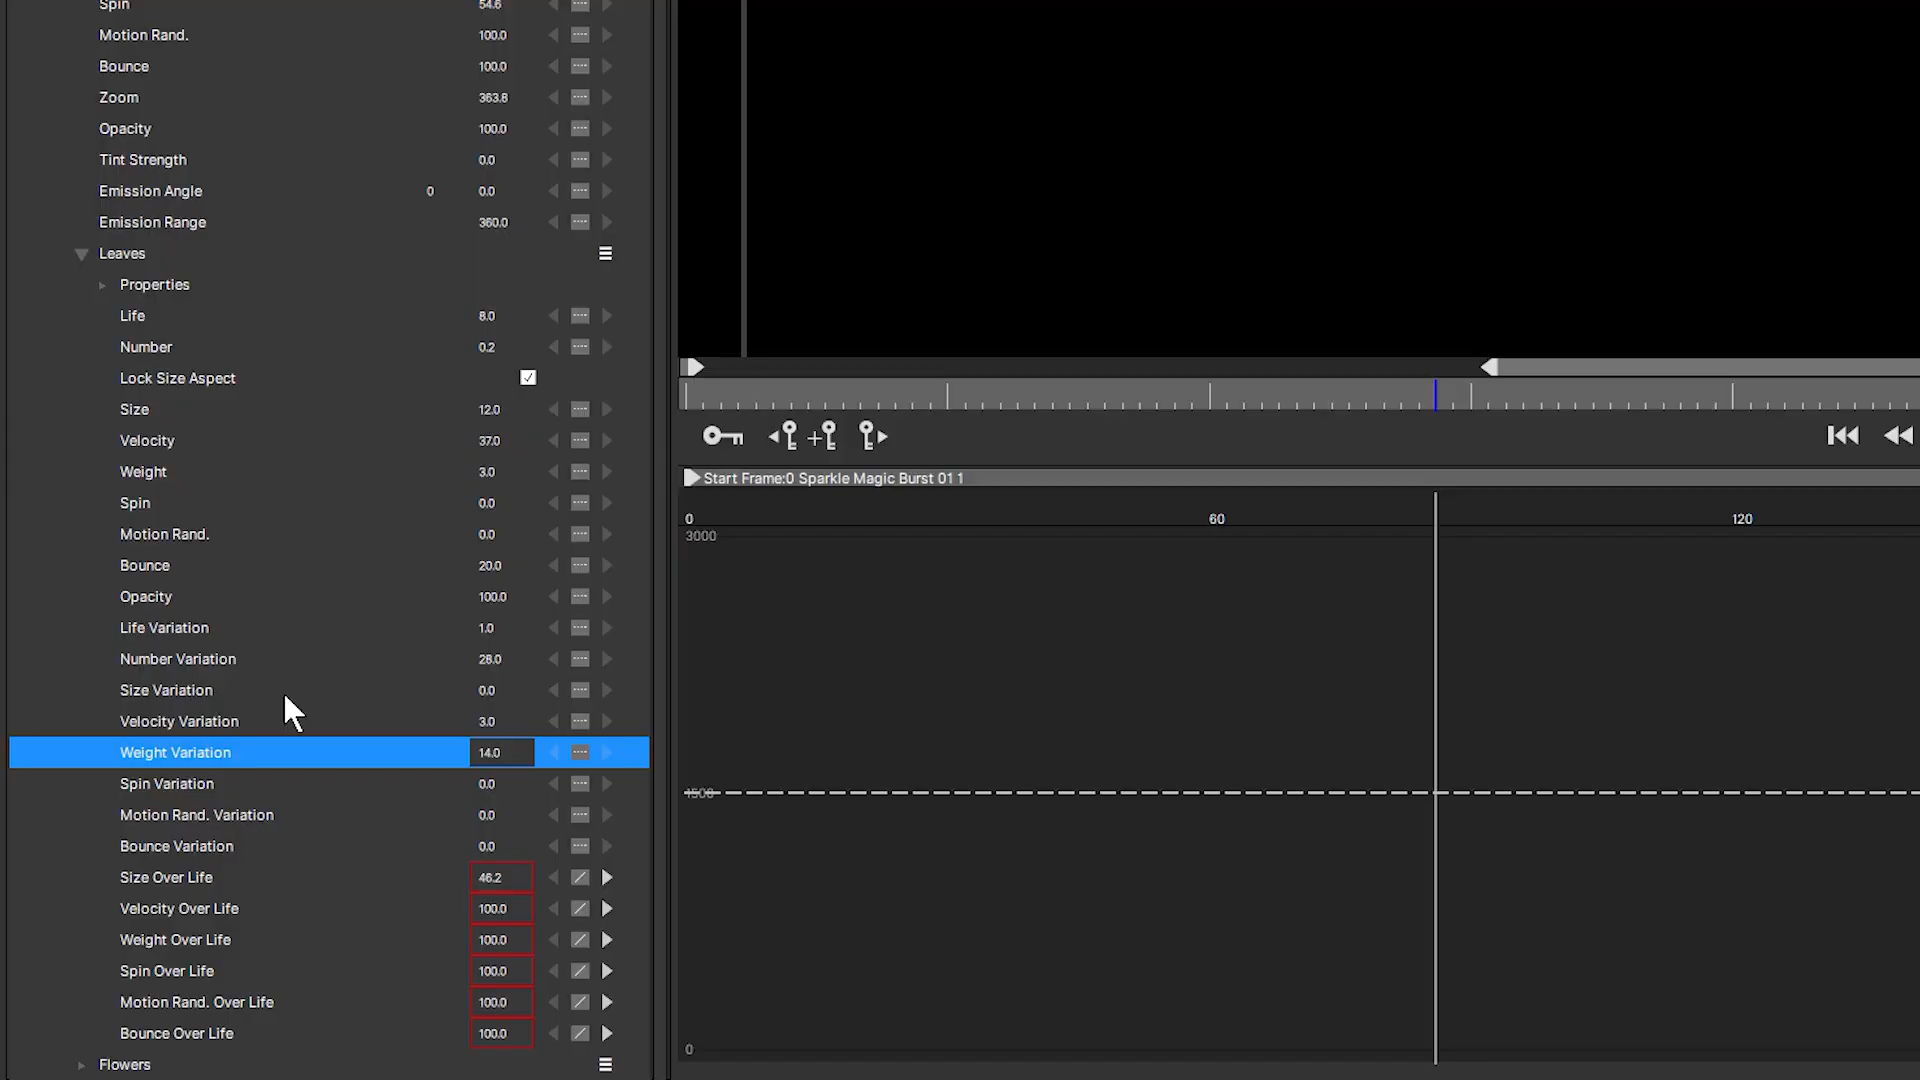 Spin 54.6
Motion Rand. 100.0
Bounce 100.0
Zoom 363.8
Opacity 100.0
Tint Strength 0.0
Emission Angle 0 0.0
Emission Range 360.0
Leaves
Properties
Life 8.0
Number 0.2
Lock Size Aspect
Size 12.0
Velocity 37.0
Weight 3.0
Spin 0.0
Motion Rand. 0.0
Bounce 20.0
Opacity 100.0
Life Variation 1.0
Number Variation 28.0
Size Variation 0.0
Velocity Variation 3.0
Weight Variation 14.0
Spin Variation 0.0
Motion Rand. Variation 0.0
Bounce Variation 0.0
Size Over Life 46.2
Velocity Over Life 100.0
Weight Over Life 100.0
Spin Over Life 100.0
Motion Rand. Over Life 100.0
Bounce Over Life 100.0
Flowers
Start Frame:0 Sparkle Magic Burst 01 1
0 60 120
3000
1500
0